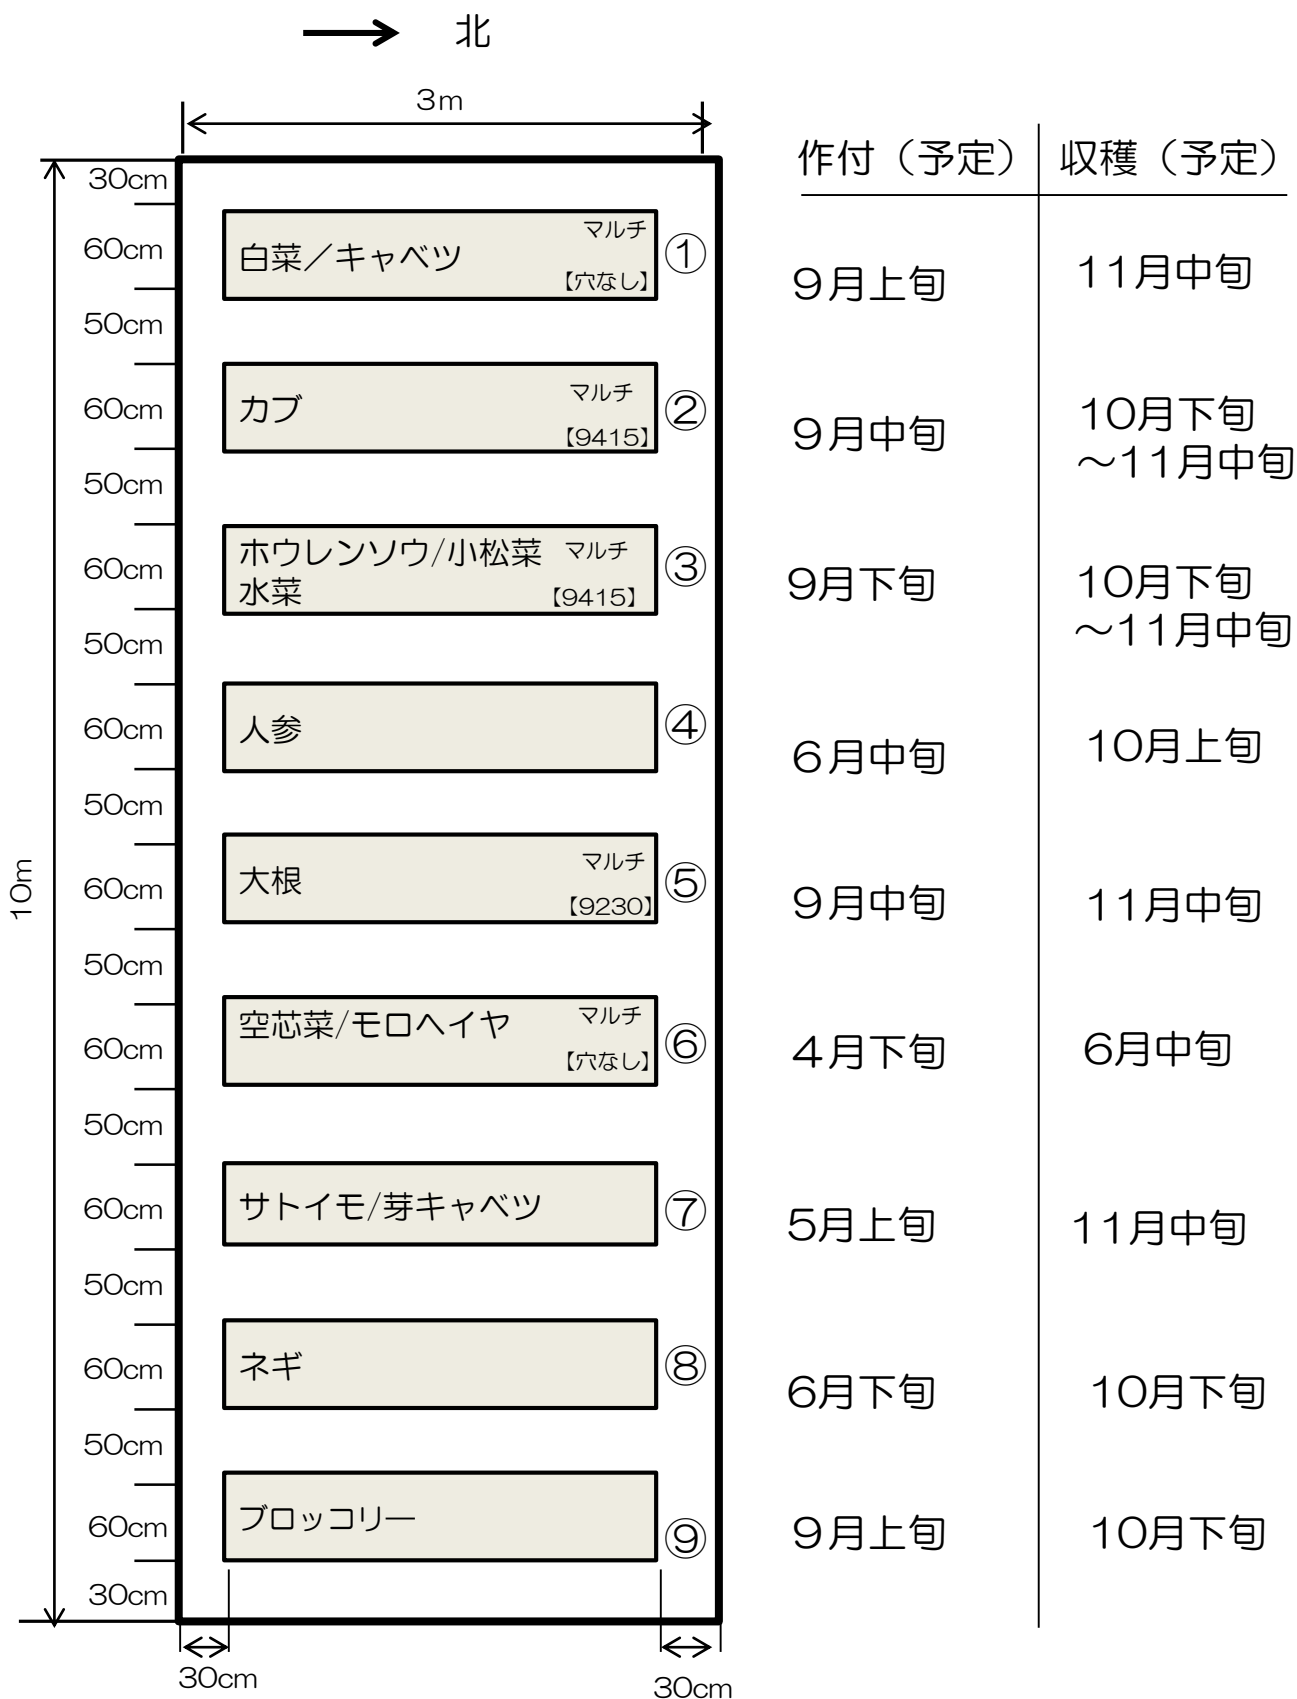 北
3m
作付（予定）
収穫（予定）
30cm
60cm
白菜／キャベツ
マルチ
【穴なし】
①
9月上旬
11月中旬
50cm
60cm
カブ
マルチ
【9415】
②
9月中旬
10月下旬
～11月中旬
50cm
60cm
ホウレンソウ/小松菜
水菜
マルチ
【9415】
③
9月下旬
10月下旬
～11月中旬
50cm
60cm
人参
④
6月中旬
10月上旬
50cm
10m
60cm
大根
マルチ
【9230】
⑤
9月中旬
11月中旬
50cm
60cm
空芯菜/モロヘイヤ
マルチ
【穴なし】
⑥
4月下旬
6月中旬
50cm
60cm
サトイモ/芽キャベツ
⑦
5月上旬
11月中旬
50cm
60cm
ネギ
⑧
6月下旬
10月下旬
50cm
60cm
ブロッコリー
⑨
9月上旬
10月下旬
30cm
30cm
30cm